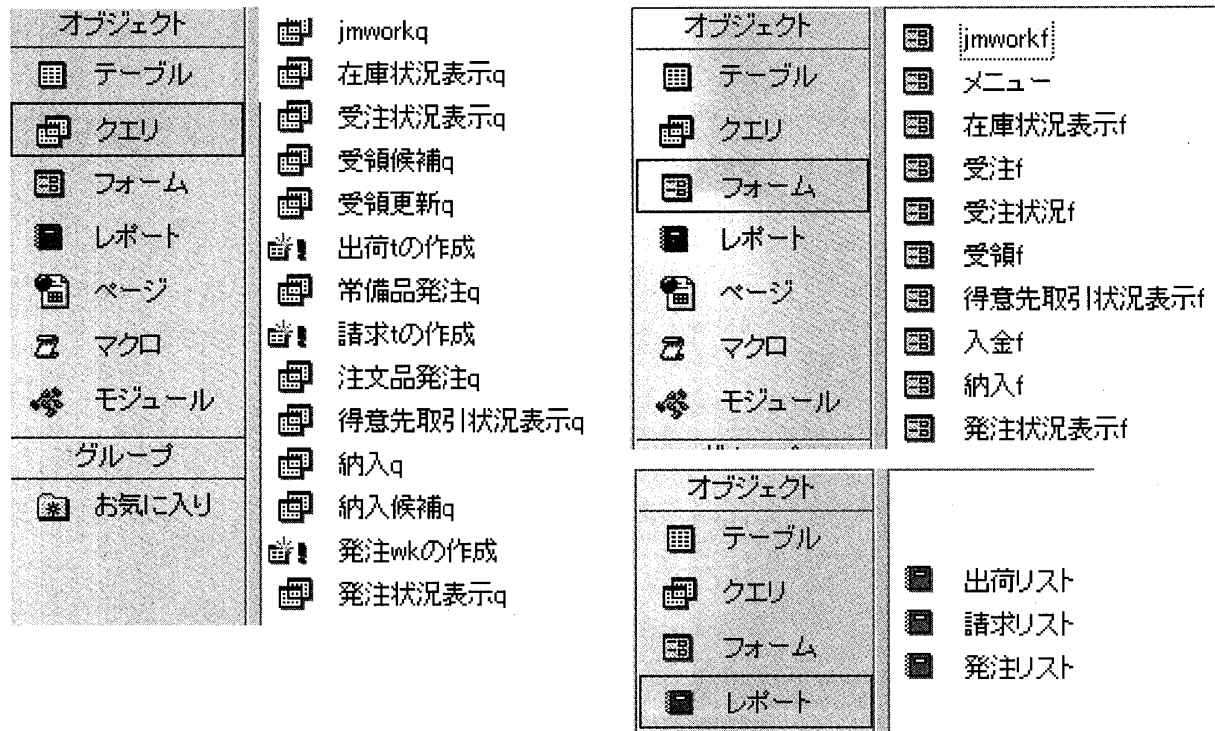 オブジェクト
テーブル
クエリ
フォーム
レポート
ページ
マクロ
モジュール
グループ
お気に入り
jmworkq
在庫状況表示q
受注状況表示q
受領候補q
受領更新q
出荷tの作成
常備品発注q
請求tの作成
注文品発注q
得意先取引状況表示q
納入q
納入候補q
発注wkの作成
発注状況表示q
オブジェクト
テーブル
クエリ
フォーム
レポート
ページ
マクロ
モジュール
jmworkf
メニュー
在庫状況表示f
受注f
受注状況f
受領f
得意先取引状況表示f
入金f
納入f
発注状況表示f
オブジェクト
テーブル
クエリ
フォーム
レポート
出荷リスト
請求リスト
発注リスト